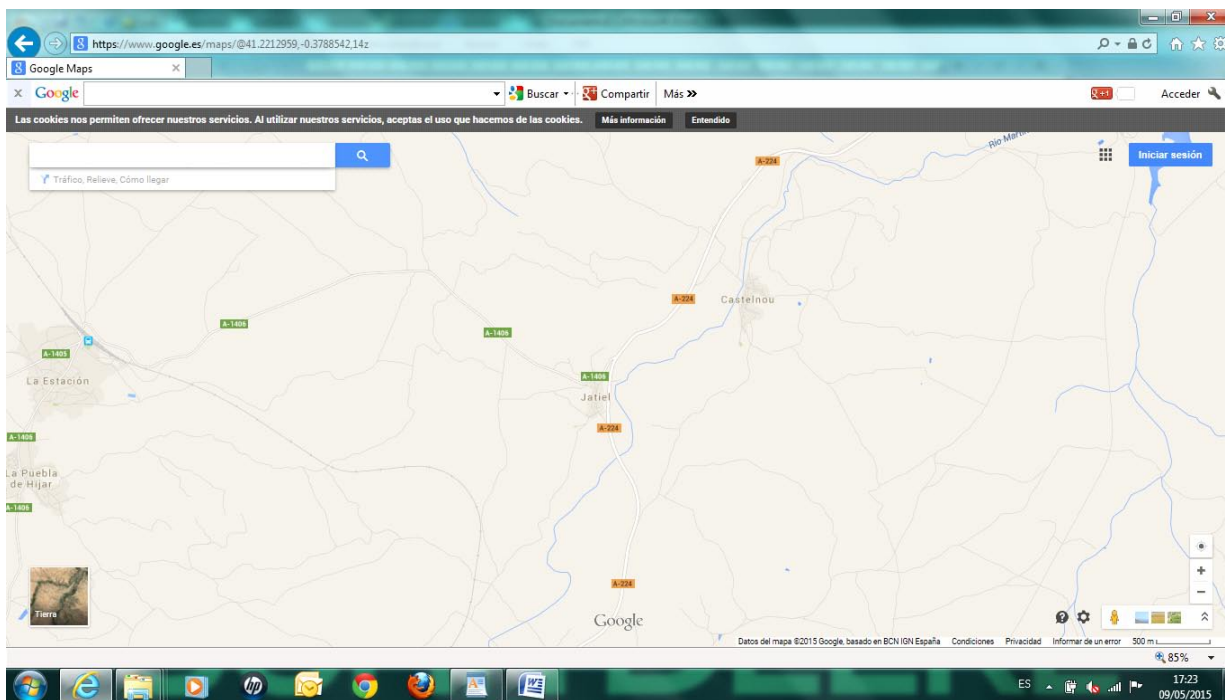 https://www.google.es/maps/@41.2212959,-0.3788542,14z
Google Maps
Google Buscar Compartir Más »
g+1 Acceder
Las cookies nos permiten ofrecer nuestros servicios. Al utilizar nuestros servicios, aceptas el uso que hacemos de las cookies. Más información Entendido
Iniciar sesión
Tráfico, Relieve, Cómo llegar
A-224
A-224
Castelnou
A-1406
A-1406
A-1405
La Estación
A-1406
Jatiel
A-224
A-1406
La Puebla
de Hijar
A-1406
A-224
Tierra
Google
Datos del mapa ©2015 Google, basado en BCN IGN España Condiciones Privacidad Informar de un error 500 m
85%
ES
17:23
09/05/2015